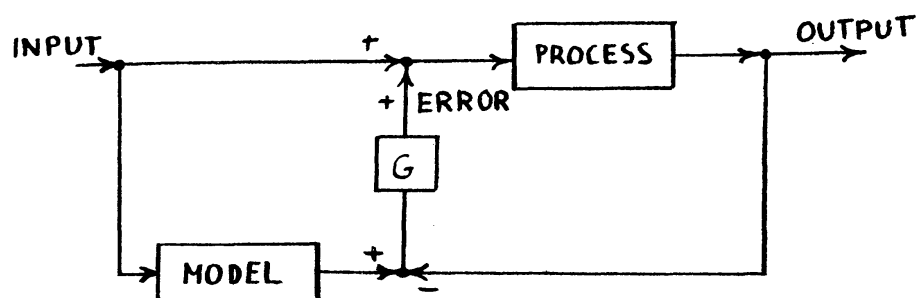 INPUT
+
PROCESS
OUTPUT
+ ERROR
G
MODEL
+
−